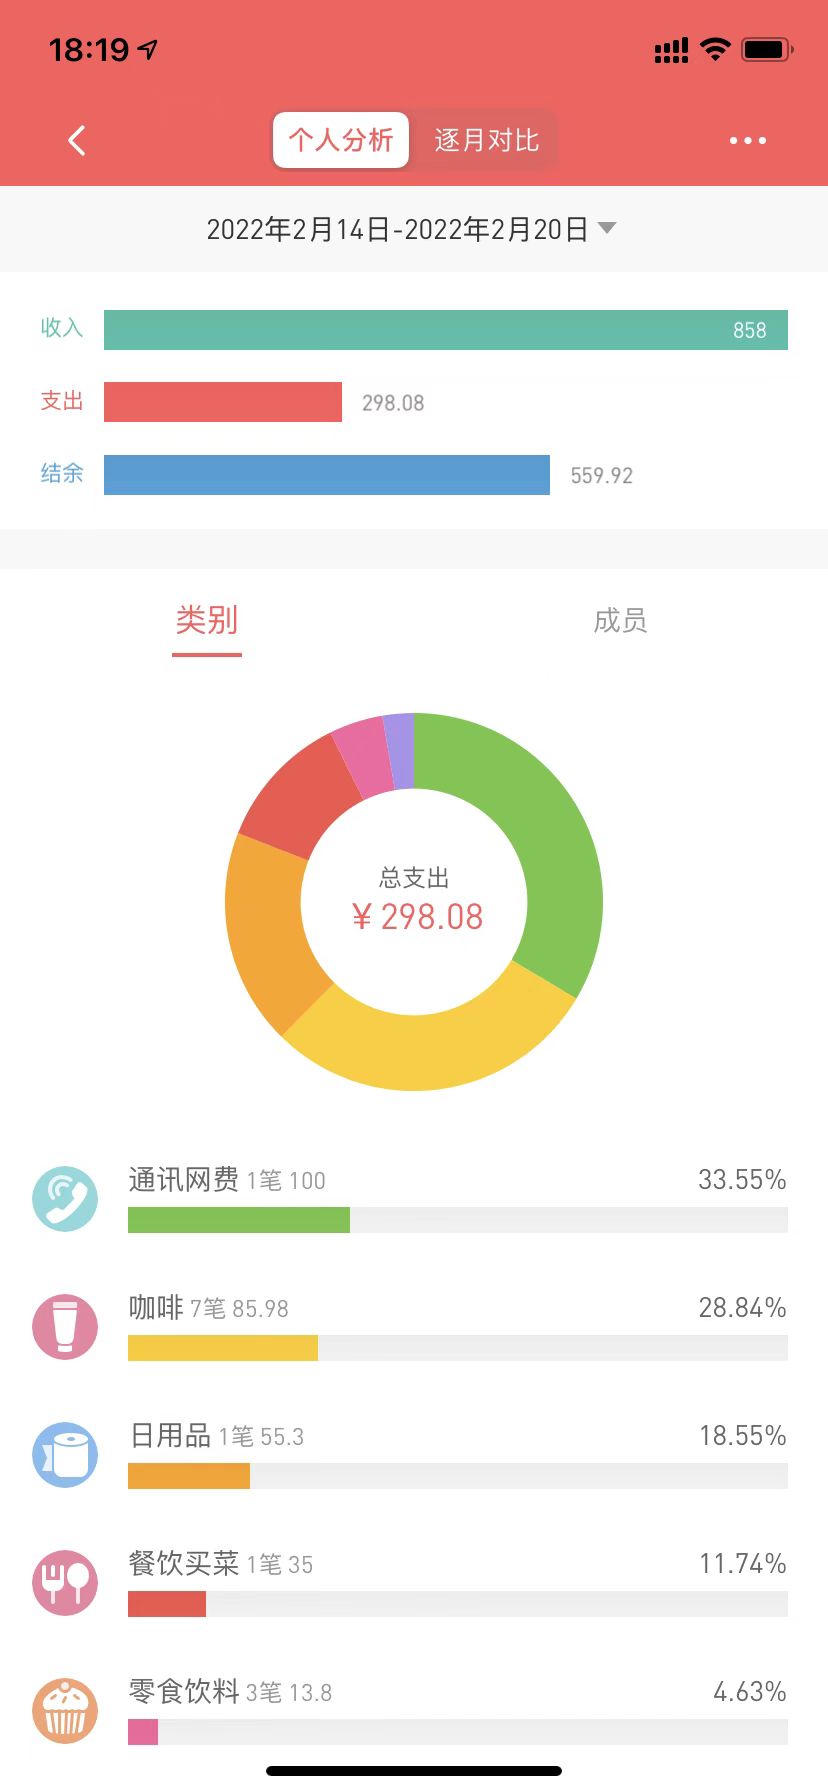 18:19
个人分析 逐月对比
2022年2月14日-2022年2月20日
收入 858
支出 298.08
结余 559.92
类别 成员
总支出
¥ 298.08
通讯网费 1笔 100 33.55%
咖啡 7笔 85.98 28.84%
日用品 1笔 55.3 18.55%
餐饮买菜 1笔 35 11.74%
零食饮料 3笔 13.8 4.63%